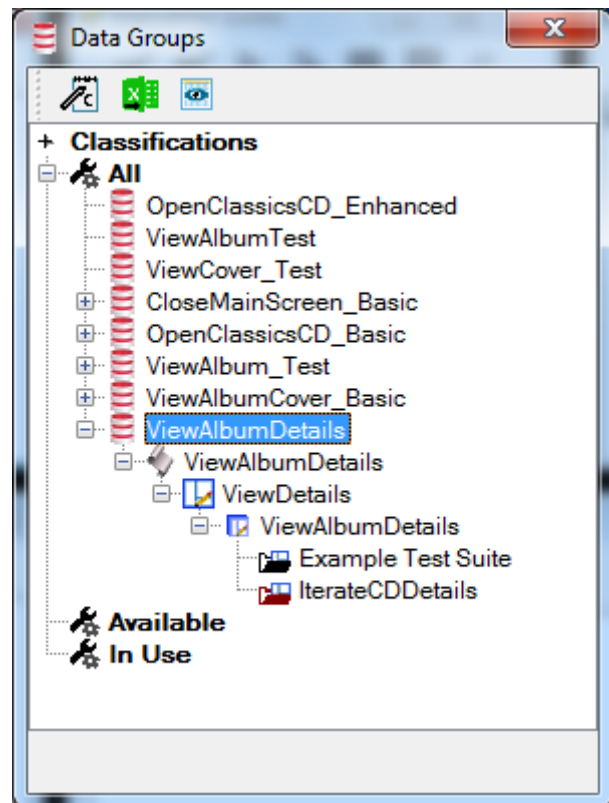 Data Groups
Classifications
All
OpenClassicsCD_Enhanced
ViewAlbumTest
ViewCover_Test
CloseMainScreen_Basic
OpenClassicsCD_Basic
ViewAlbum_Test
ViewAlbumCover_Basic
ViewAlbumDetails
ViewAlbumDetails
ViewDetails
ViewAlbumDetails
Example Test Suite
IterateCDDetails
Available
In Use